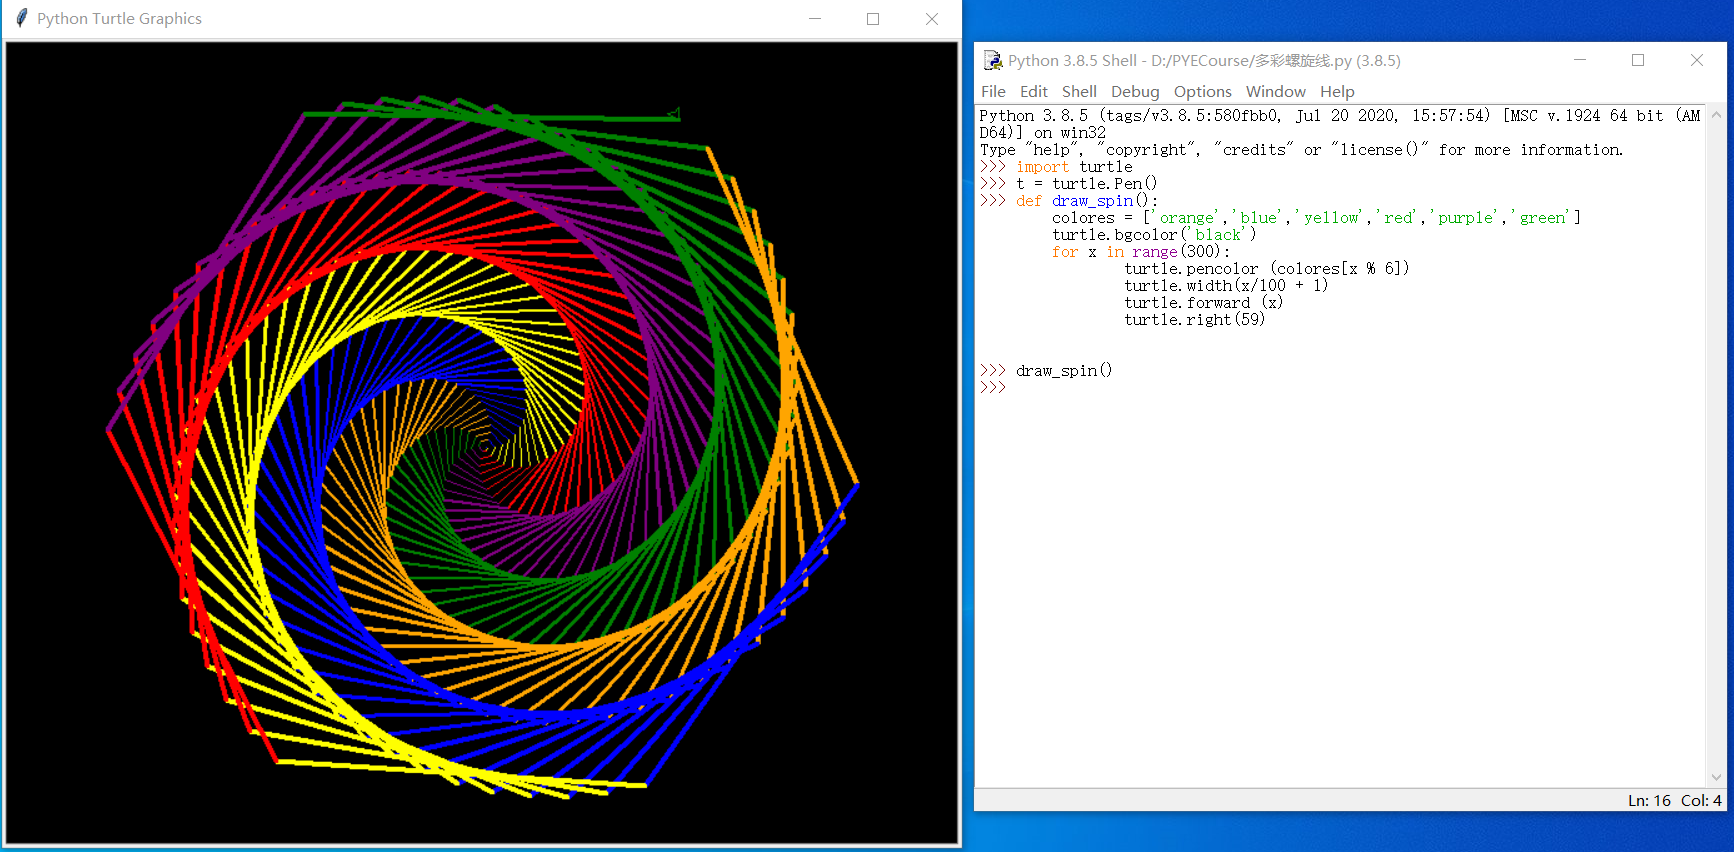 Python Turtle Graphics
Python 3.8.5 Shell - D:/PYECourse/多彩螺旋线.py (3.8.5)
File Edit Shell Debug Options Window Help
Python 3.8.5 (tags/v3.8.5:580fbb0, Jul 20 2020, 15:57:54) [MSC v.1924 64 bit (AM
D64)] on win32
Type "help", "copyright", "credits" or "license()" for more information.
>>> import turtle
>>> t = turtle.Pen()
>>> def draw_spin():
        colores = ['orange','blue','yellow','red','purple','green']
        turtle.bgcolor('black')
        for x in range(300):
                turtle.pencolor (colores[x % 6])
                turtle.width(x/100 + 1)
                turtle.forward (x)
                turtle.right(59)
>>> draw_spin()
>>>
Ln: 16 Col: 4